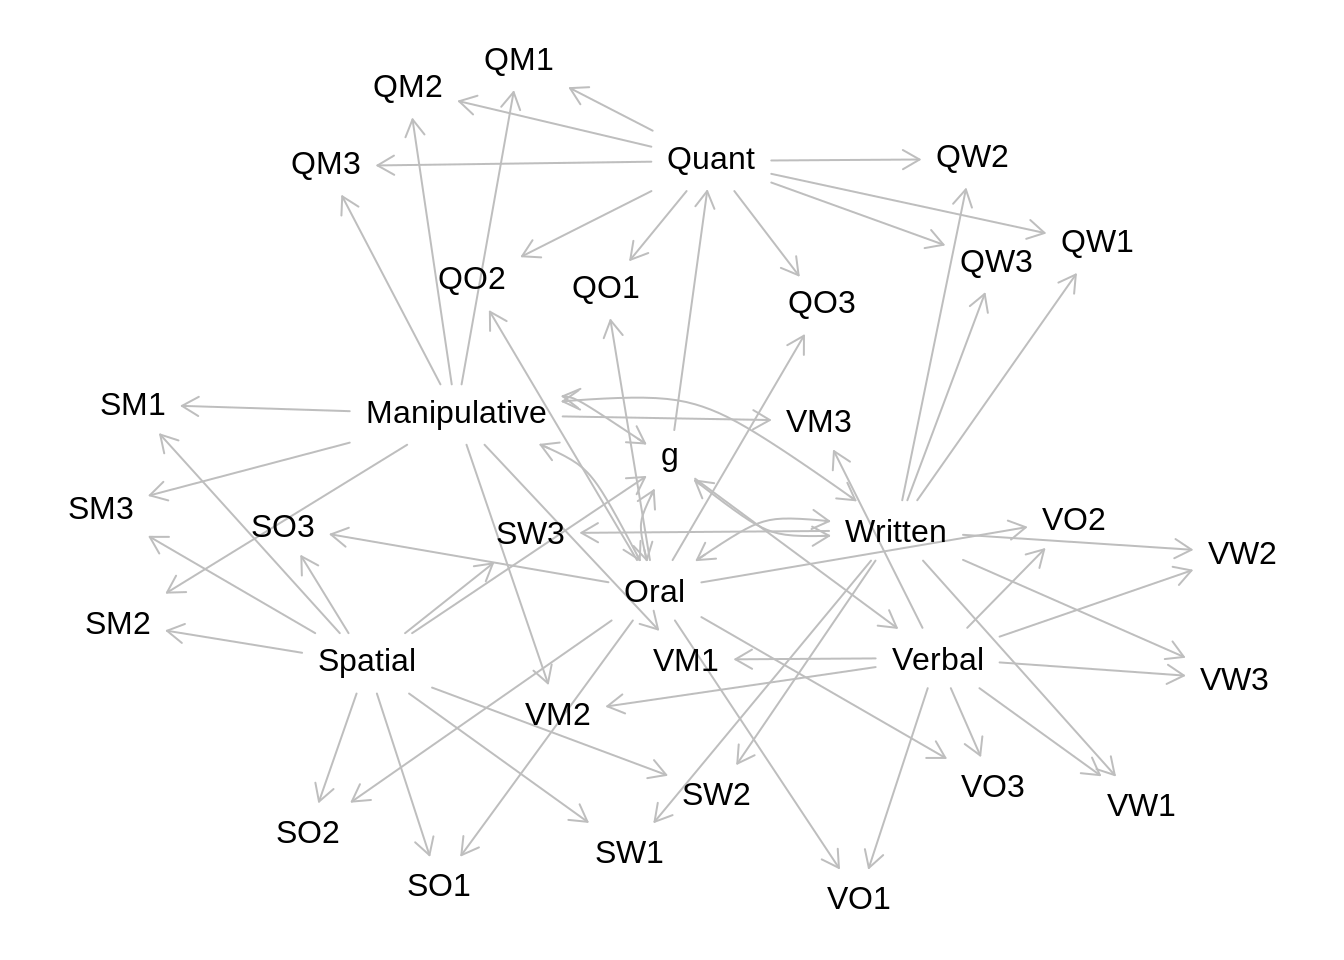 QM1
QM2
Quant
QW2
QM3
QW1
QW3
QO2
QO1
QO3
SM1
Manipulative
VM3
g
SM3
SO3
SW3
Written
VO2
VW2
Oral
SM2
Spatial
VM1
Verbal
VW3
VM2
VO3
SW2
VW1
SO2
SW1
SO1
VO1